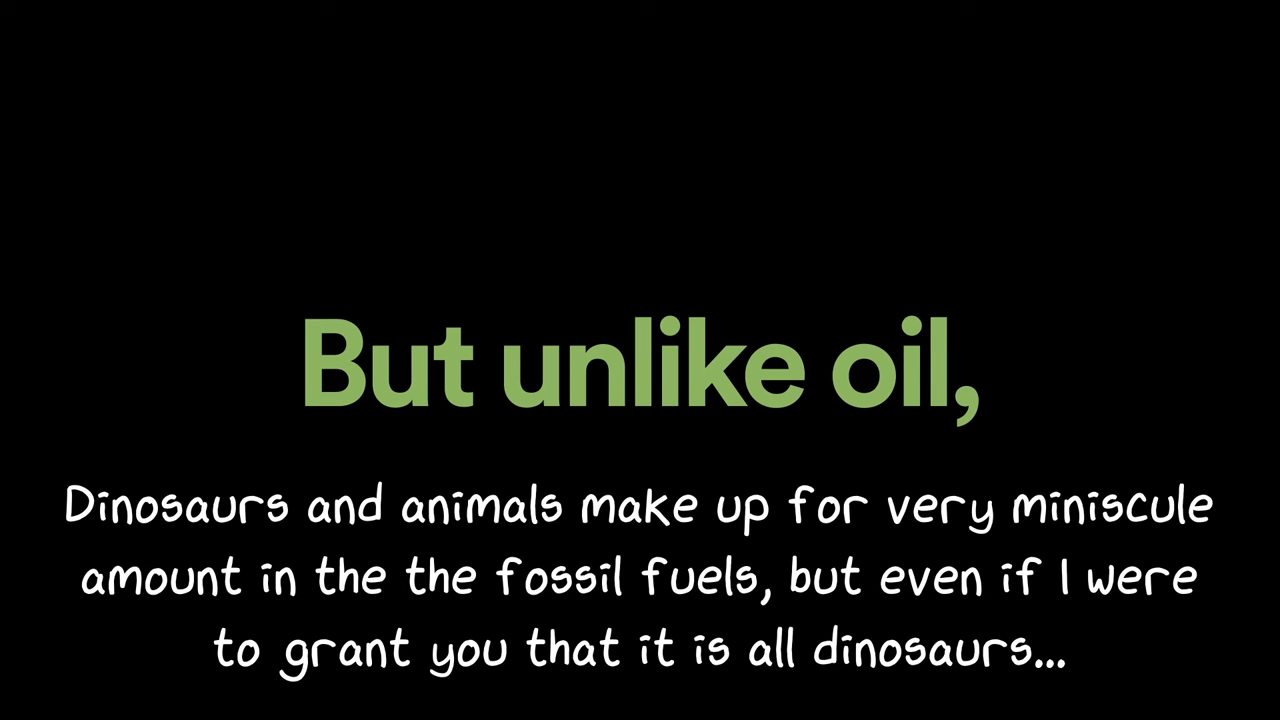 But unlike oil,
Dinosaurs and animals make up for very miniscule
amount in the the fossil fuels, but even if I were
to grant you that it is all dinosaurs...